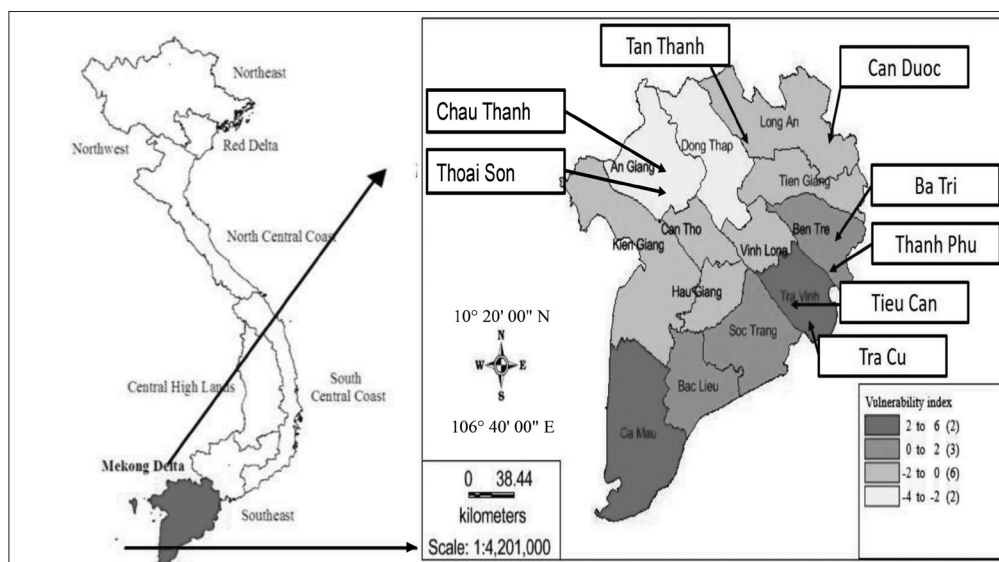 Northeast
Northwest
Red Delta
North Central Coast
Central High Lands
South
Central Coast
Mekong Delta
Southeast
Tan Thanh
Can Duoc
Chau Thanh
Thoai Son
Ba Tri
Thanh Phu
Tieu Can
Tra Cu
Long An
Dong Thap
An Giang
Tien Giang
Ben Tre
Can Tho
Kien Giang
Vinh Long
Hau Giang
Tra Vinh
Soc Trang
Bac Lieu
Ca Mau
10° 20' 00" N
N
W E
S
106° 40' 00" E
0 38.44
kilometers
Scale: 1:4,201,000
Vulnerability index
2 to 6 (2)
0 to 2 (3)
-2 to 0 (6)
-4 to -2 (2)